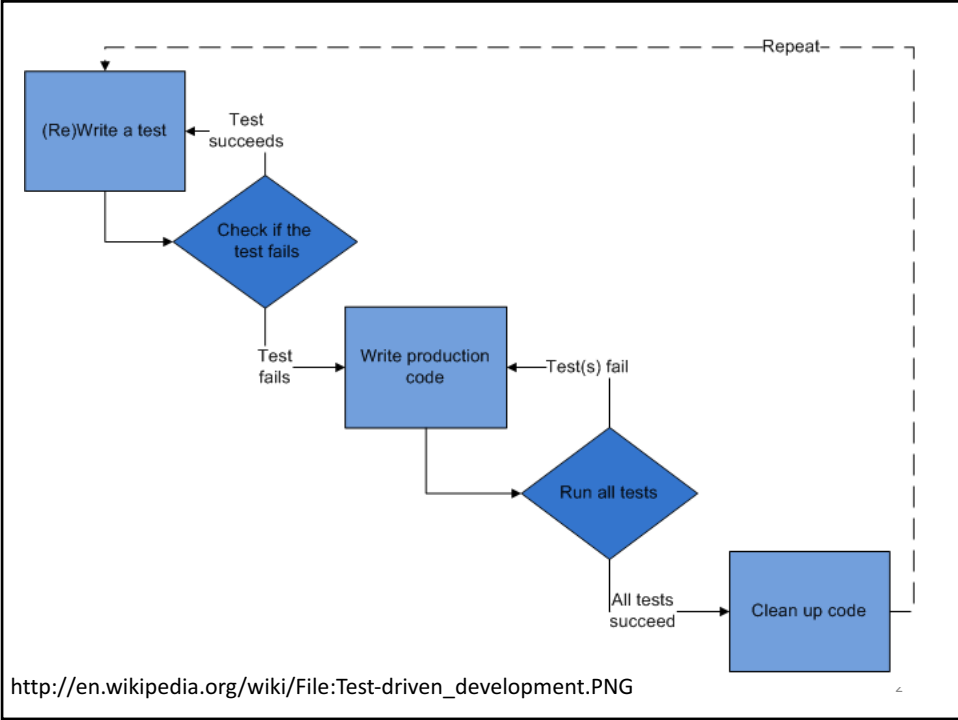 Repeat
(Re)Write a test
Test
succeeds
Check if the
test fails
Test
fails
Write production
code
Test(s) fail
Run all tests
All tests
succeed
Clean up code
http://en.wikipedia.org/wiki/File:Test-driven_development.PNG